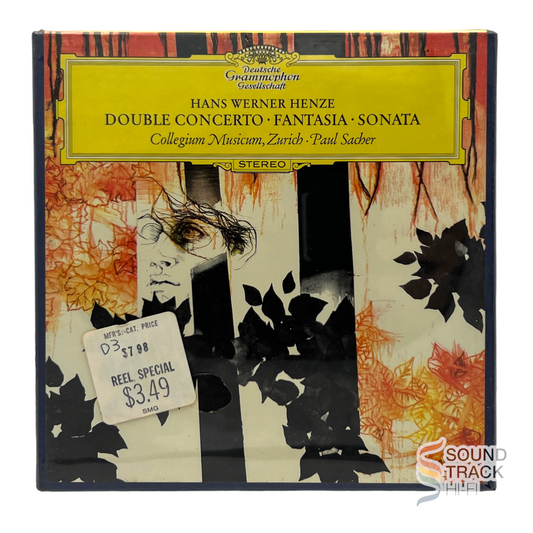 Deutsche
Grammophon
Gesellschaft
HANS WERNER HENZE
DOUBLE CONCERTO · FANTASIA · SONATA
Collegium Musicum, Zurich · Paul Sacher
STEREO
MFR'S.-CAT. PRICE
D3 $7.98
REEL SPECIAL
$3.49
SMG
SOUND
TRACK
HIFI